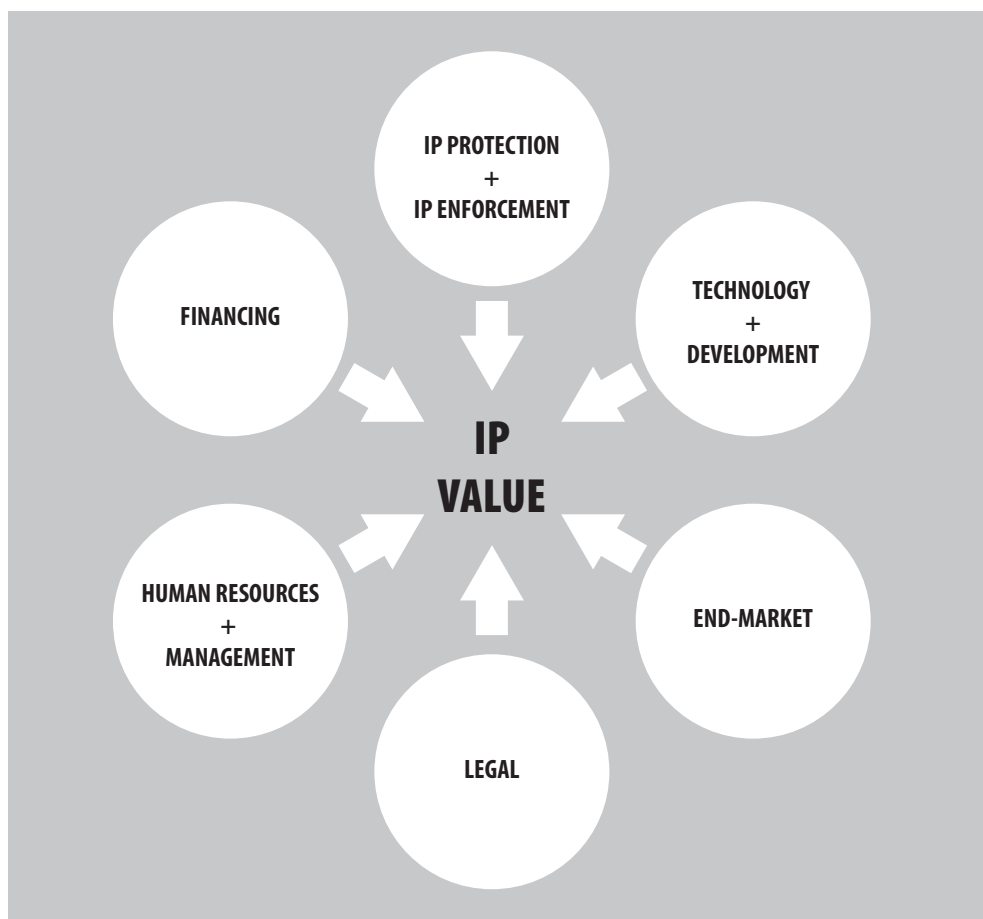 IP PROTECTION
+
IP ENFORCEMENT
FINANCING
TECHNOLOGY
+
DEVELOPMENT
IP
VALUE
HUMAN RESOURCES
+
MANAGEMENT
END-MARKET
LEGAL